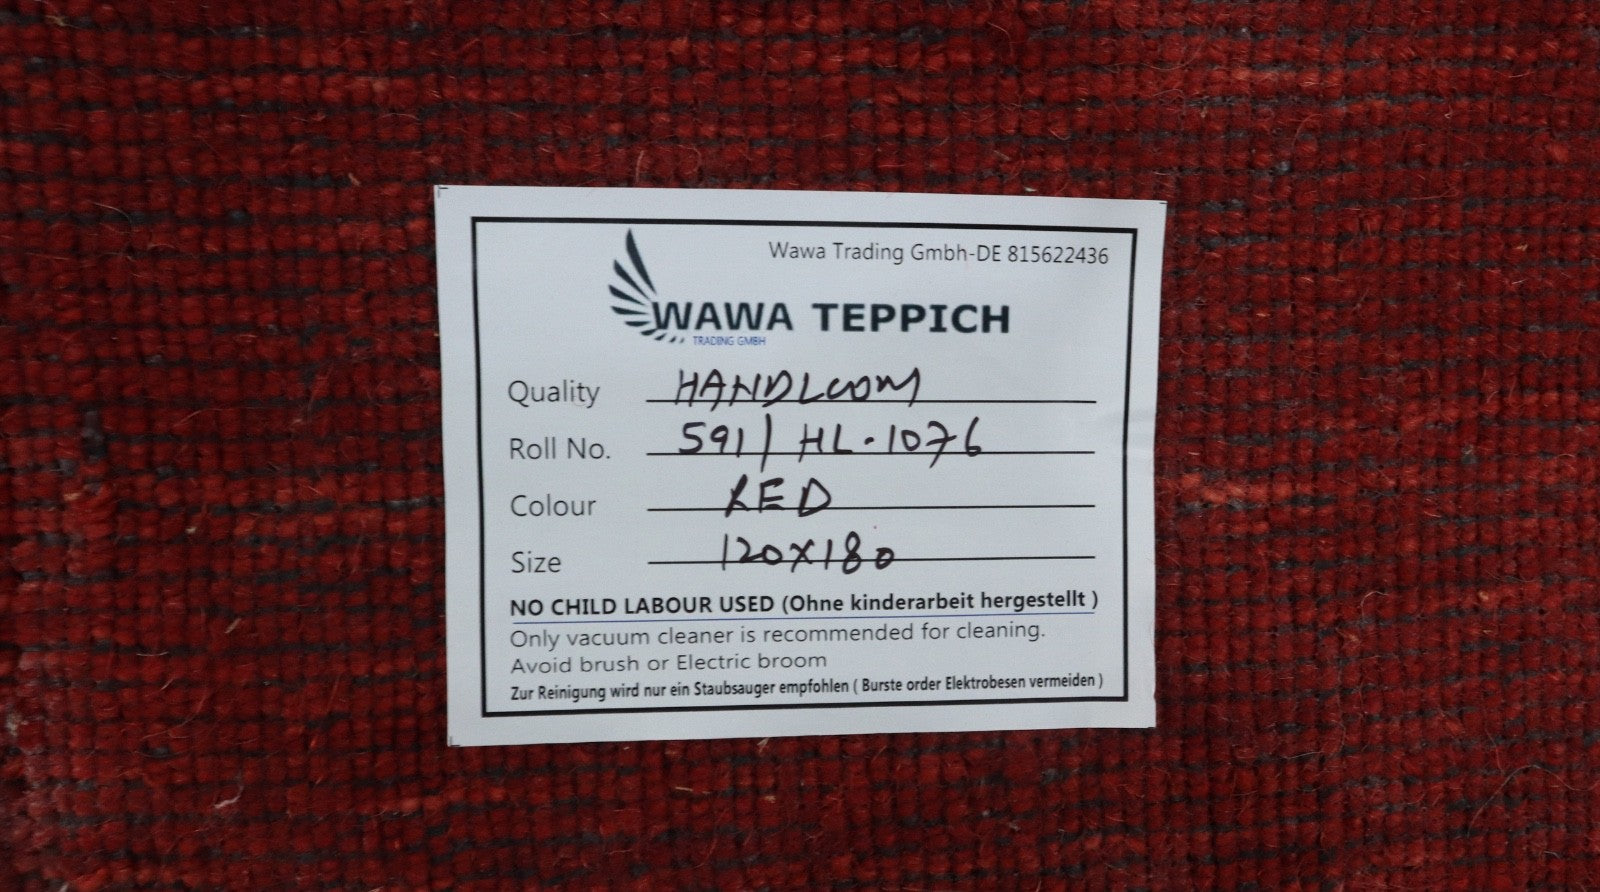 Wawa Trading Gmbh-DE 815622436
WAWA TEPPICH
TRADING GMBH
Quality HANDLOOM
Roll No. 591/ HL-1076
Colour RED
Size 120x180
NO CHILD LABOUR USED (Ohne kinderarbeit hergestellt )
Only vacuum cleaner is recommended for cleaning.
Avoid brush or Electric broom
Zur Reinigung wird nur ein Staubsauger empfohlen ( Burste order Elektrobesen vermeiden )